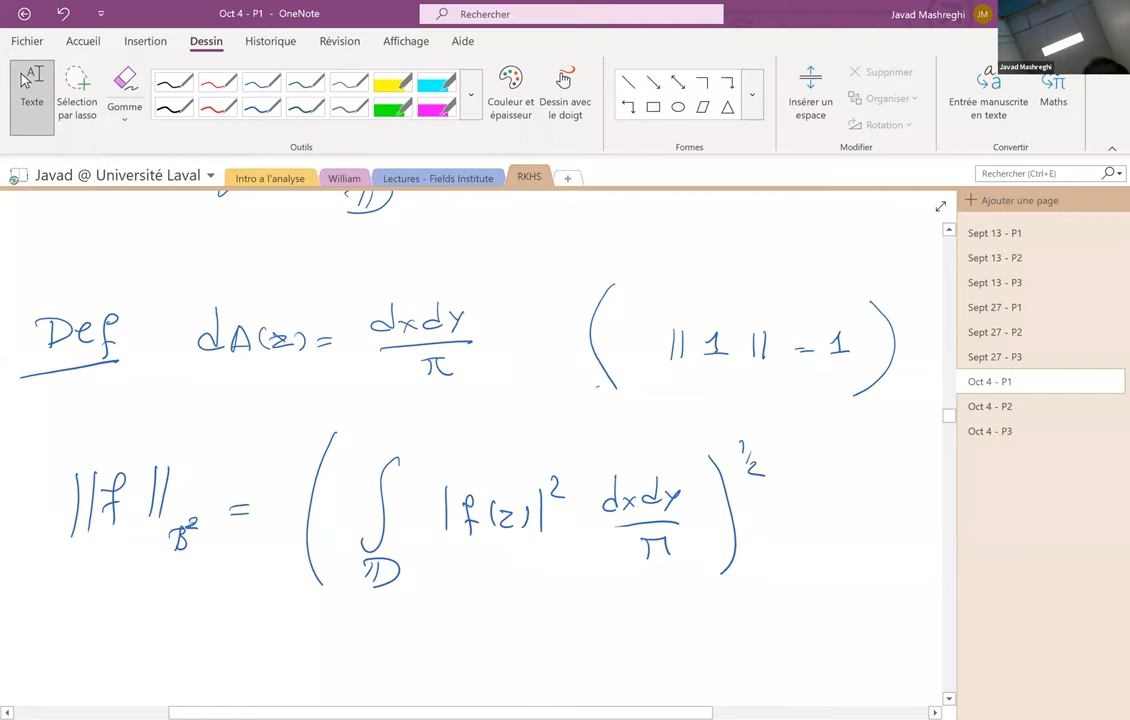 Oct 4 - P1 - OneNote
Rechercher
Javad Mashreghi
JM
Javad Mashreghi
Fichier
Accueil
Insertion
Dessin
Historique
Révision
Affichage
Aide
Texte
Sélection par lasso
Gomme
Couleur et épaisseur
Dessin avec le doigt
Insérer un espace
Supprimer
Organiser
Rotation
Entrée manuscrite en texte
Maths
Outils
Formes
Modifier
Convertir
Javad @ Université Laval
Intro a l'analyse
William
Lectures - Fields Institute
RKHS
Rechercher (Ctrl+E)
Ajouter une page
Sept 13 - P1
Sept 13 - P2
Sept 13 - P3
Sept 27 - P1
Sept 27 - P2
Sept 27 - P3
Oct 4 - P1
Oct 4 - P2
Oct 4 - P3
𝔻
Def dA(z) = dxdy/π ( ||1|| = 1 )
||f||_{B²} = ( ∫_𝔻 |f(z)|² dxdy/π )^{1/2}